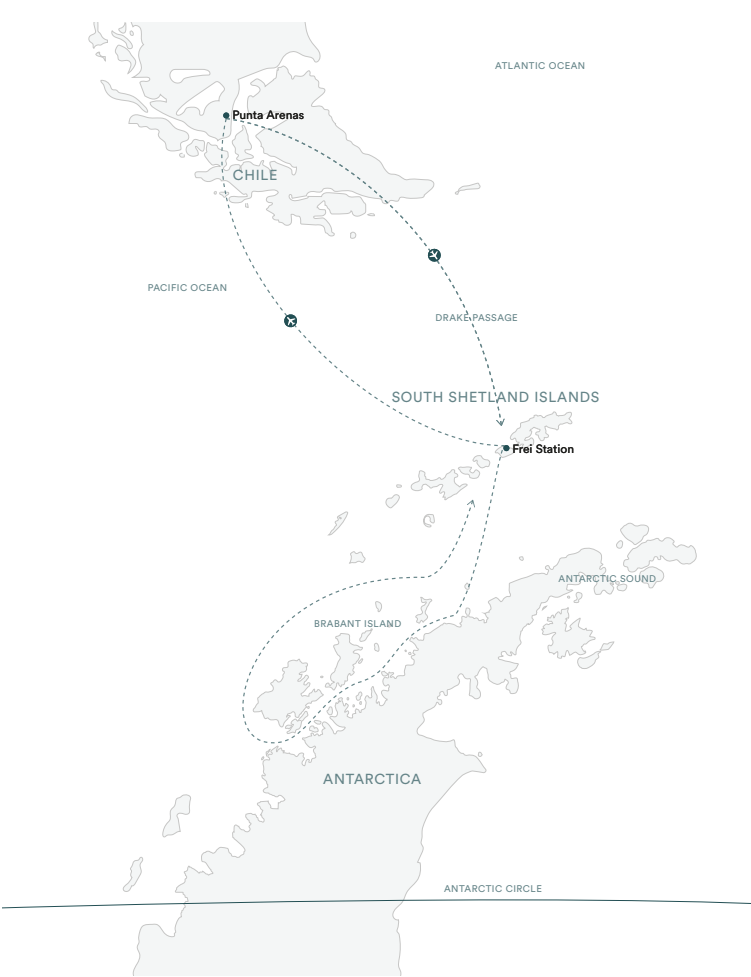 ATLANTIC OCEAN
Punta Arenas
CHILE
PACIFIC OCEAN
DRAKE PASSAGE
SOUTH SHETLAND ISLANDS
Frei Station
ANTARCTIC SOUND
BRABANT ISLAND
ANTARCTICA
ANTARCTIC CIRCLE